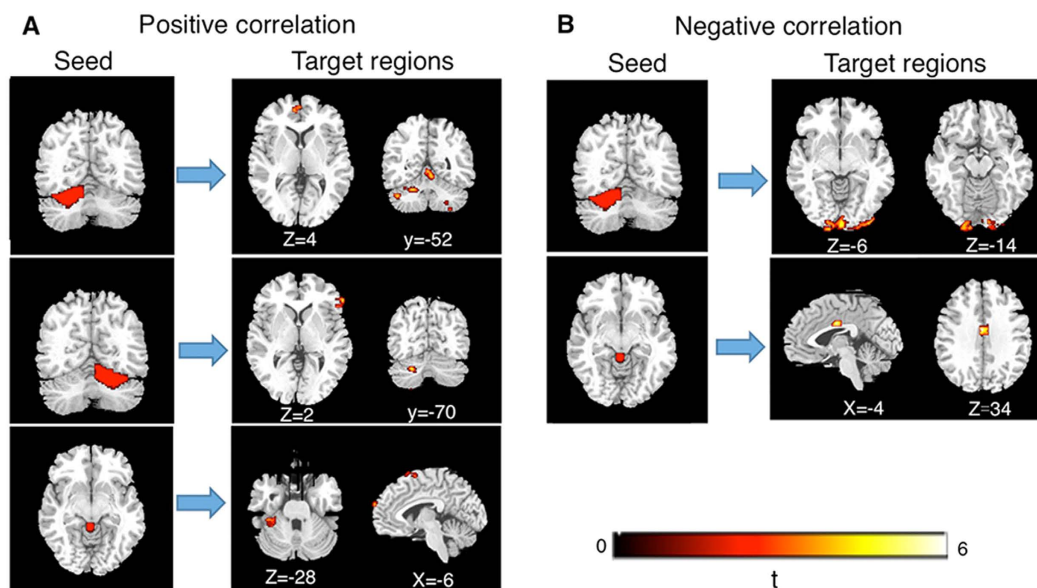 A
Positive correlation
Seed
Target regions
Z=4
y=-52
Z=2
y=-70
Z=-28
X=-6
B
Negative correlation
Seed
Target regions
Z=-6
Z=-14
X=-4
Z=34
0
6
t